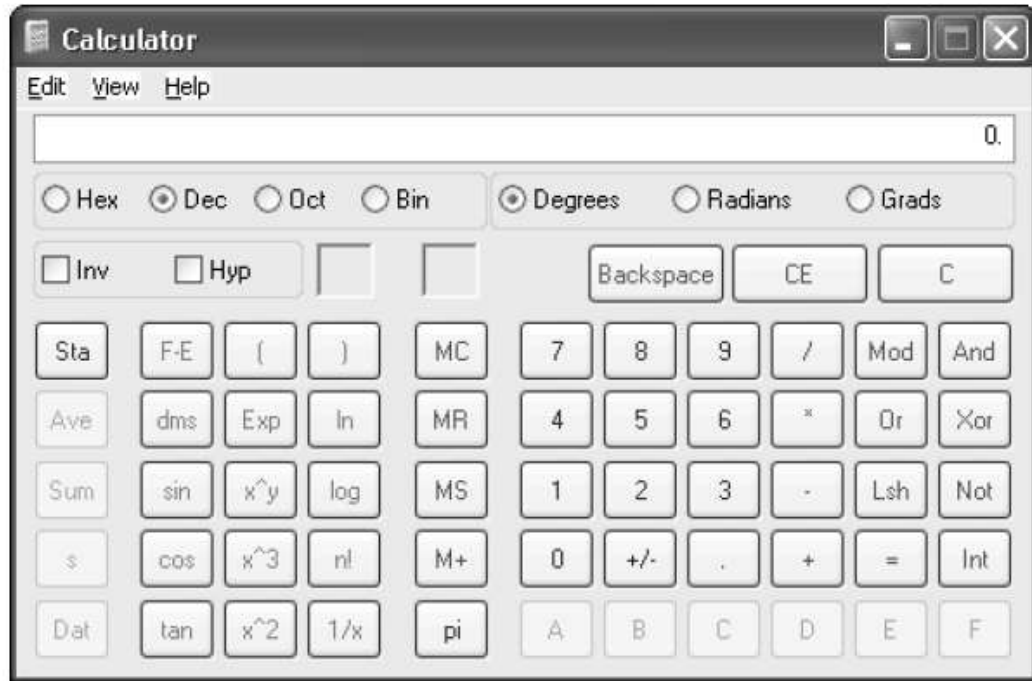 Calculator
Edit View Help
0.
Hex Dec Oct Bin Degrees Radians Grads
Inv Hyp Backspace CE C
Sta F-E ( ) MC 7 8 9 / Mod And
Ave dms Exp ln MR 4 5 6 * Or Xor
Sum sin x^y log MS 1 2 3 - Lsh Not
s cos x^3 n! M+ 0 +/- . + = Int
Dat tan x^2 1/x pi A B C D E F